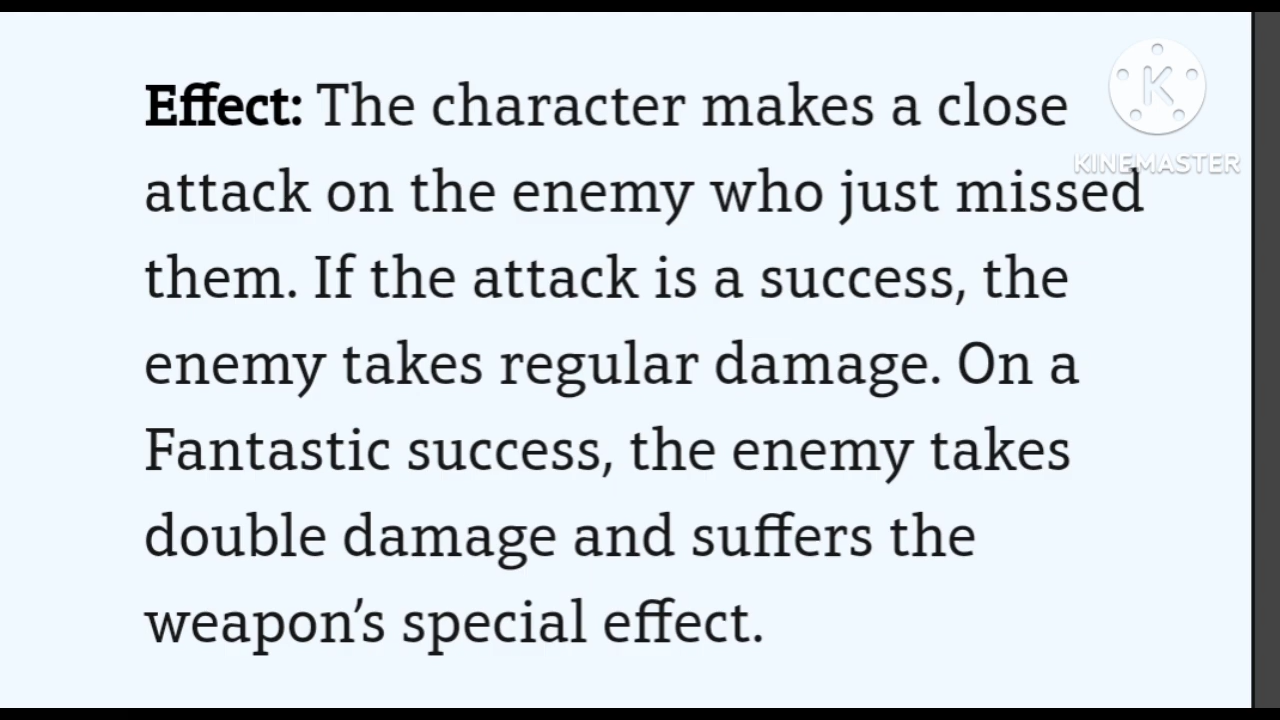 Effect: The character makes a close
attack on the enemy who just missed
them. If the attack is a success, the
enemy takes regular damage. On a
Fantastic success, the enemy takes
double damage and suffers the
weapon’s special effect.
K
KINEMASTER